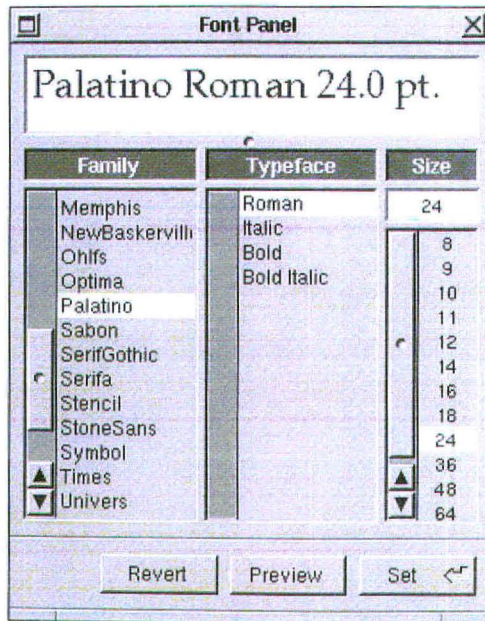 Font Panel
Palatino Roman 24.0 pt.
Family
Typeface
Size
Memphis
NewBaskervill
Ohlfs
Optima
Palatino
Sabon
SerifGothic
Serifa
Stencil
StoneSans
Symbol
Times
Univers
Roman
Italic
Bold
Bold Italic
24
8
9
10
11
12
14
16
18
24
36
48
64
Revert
Preview
Set